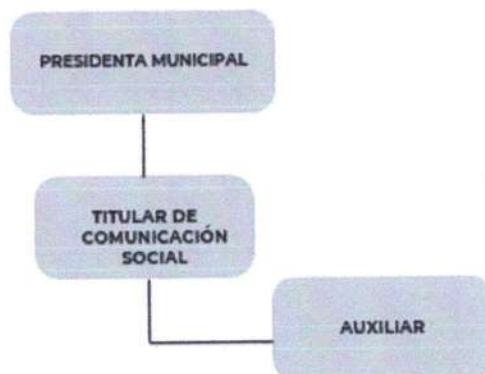 PRESIDENTA MUNICIPAL
TITULAR DE
COMUNICACIÓN
SOCIAL
AUXILIAR